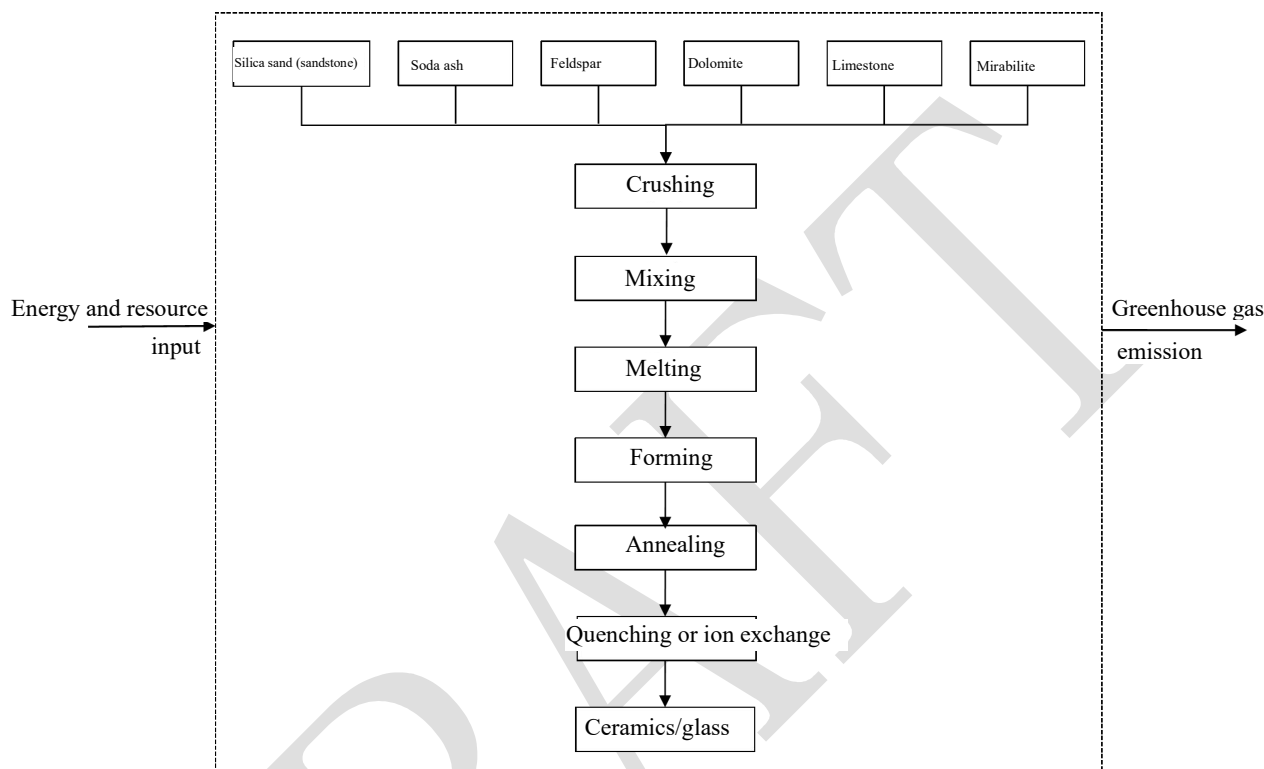 Silica sand (sandstone)
Soda ash
Feldspar
Dolomite
Limestone
Mirabilite
Crushing
Mixing
Energy and resource
input
Greenhouse gas
emission
Melting
Forming
Annealing
Quenching or ion exchange
Ceramics/glass
DRAFT